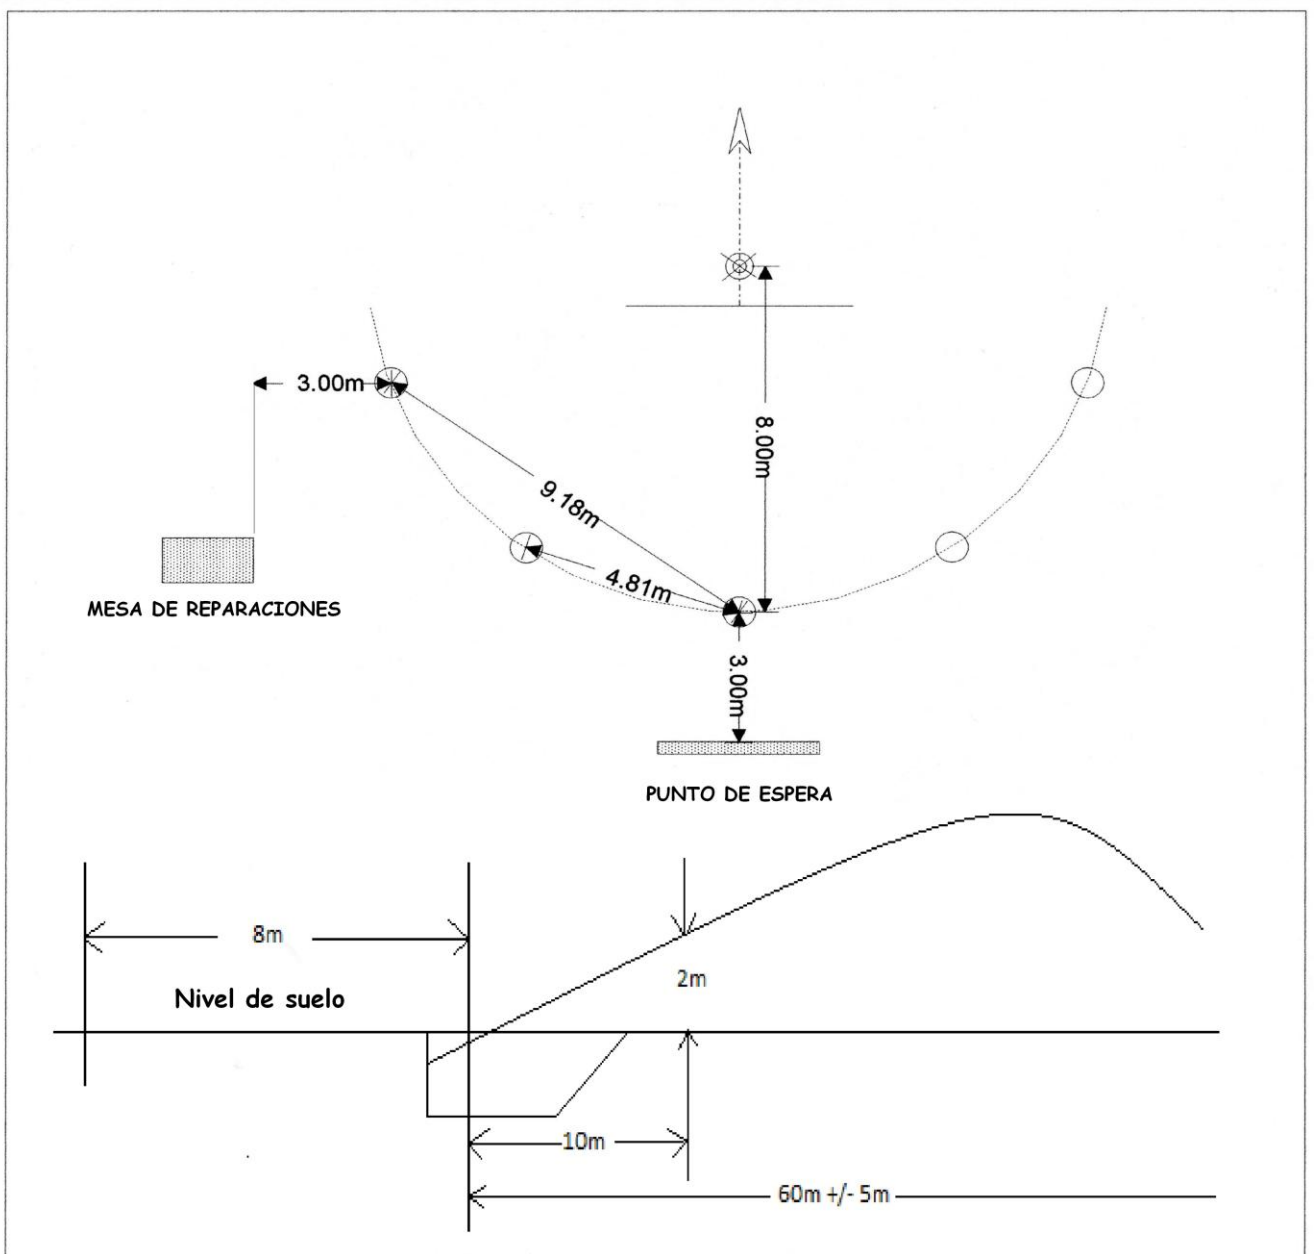 3.00m
8.00m
9.18m
4.81m
MESA DE REPARACIONES
3.00m
PUNTO DE ESPERA
8m
2m
Nivel de suelo
10m
60m +/- 5m